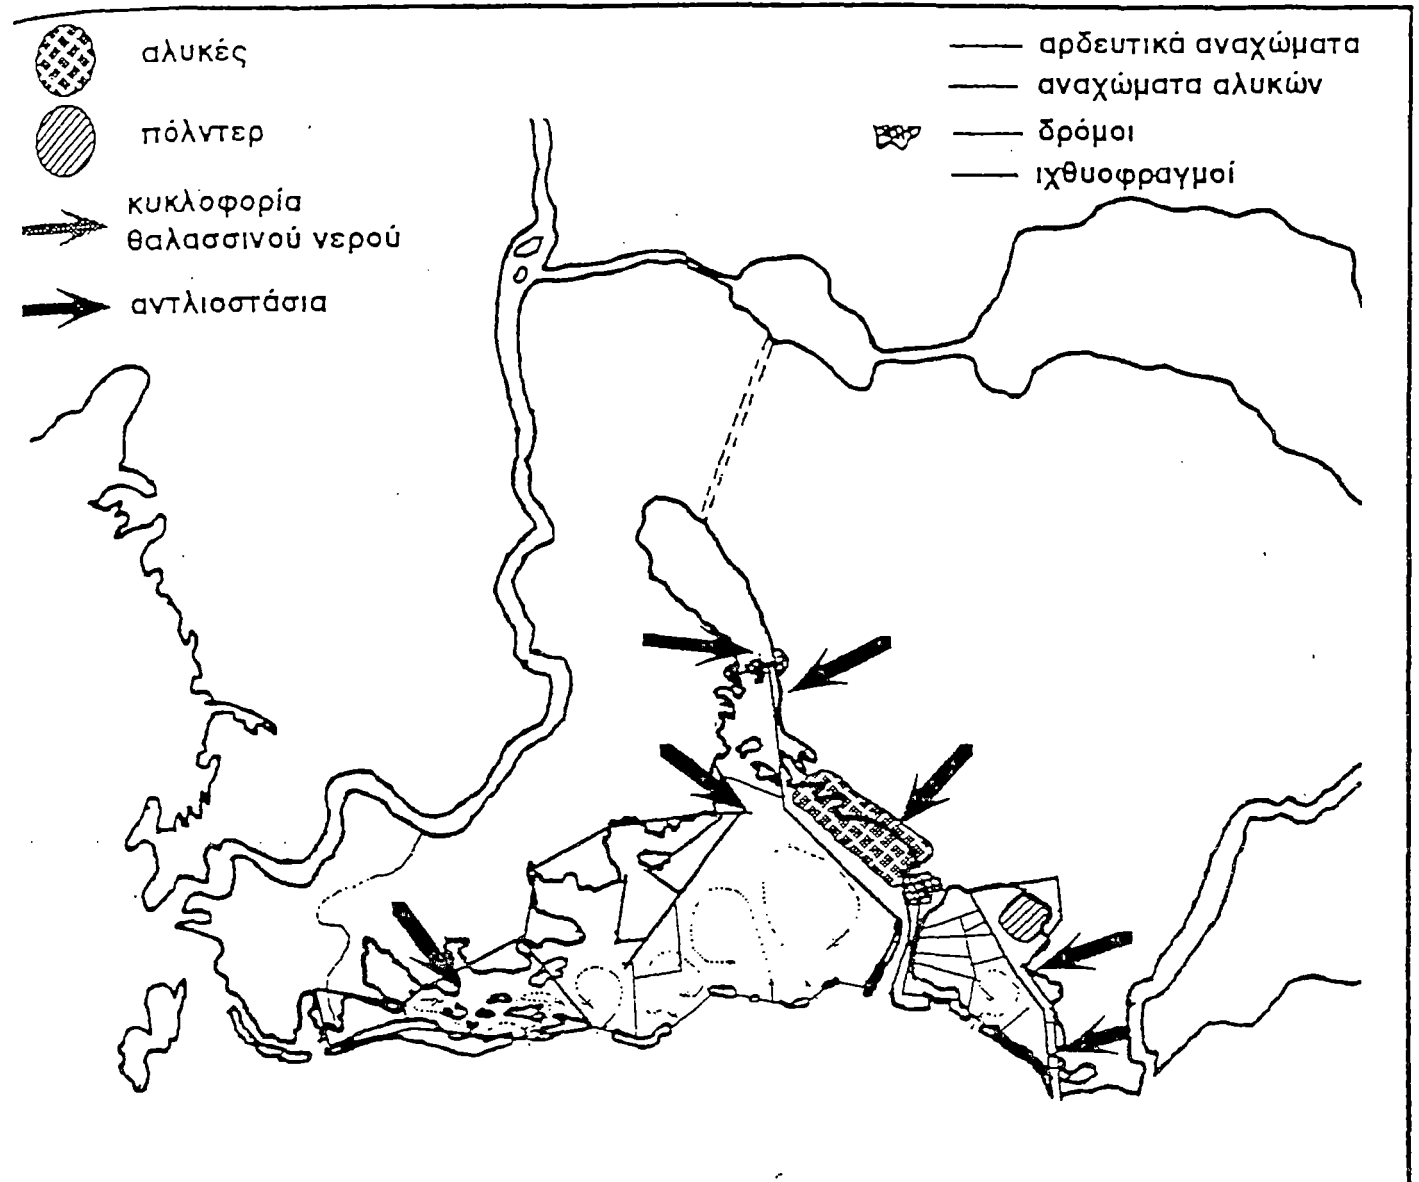 αλυκές
πόλντερ
κυκλοφορία
θαλασσινού νερού
αντλιοστάσια
αρδευτικά αναχώματα
αναχώματα αλυκών
δρόμοι
ιχθυοφραγμοί